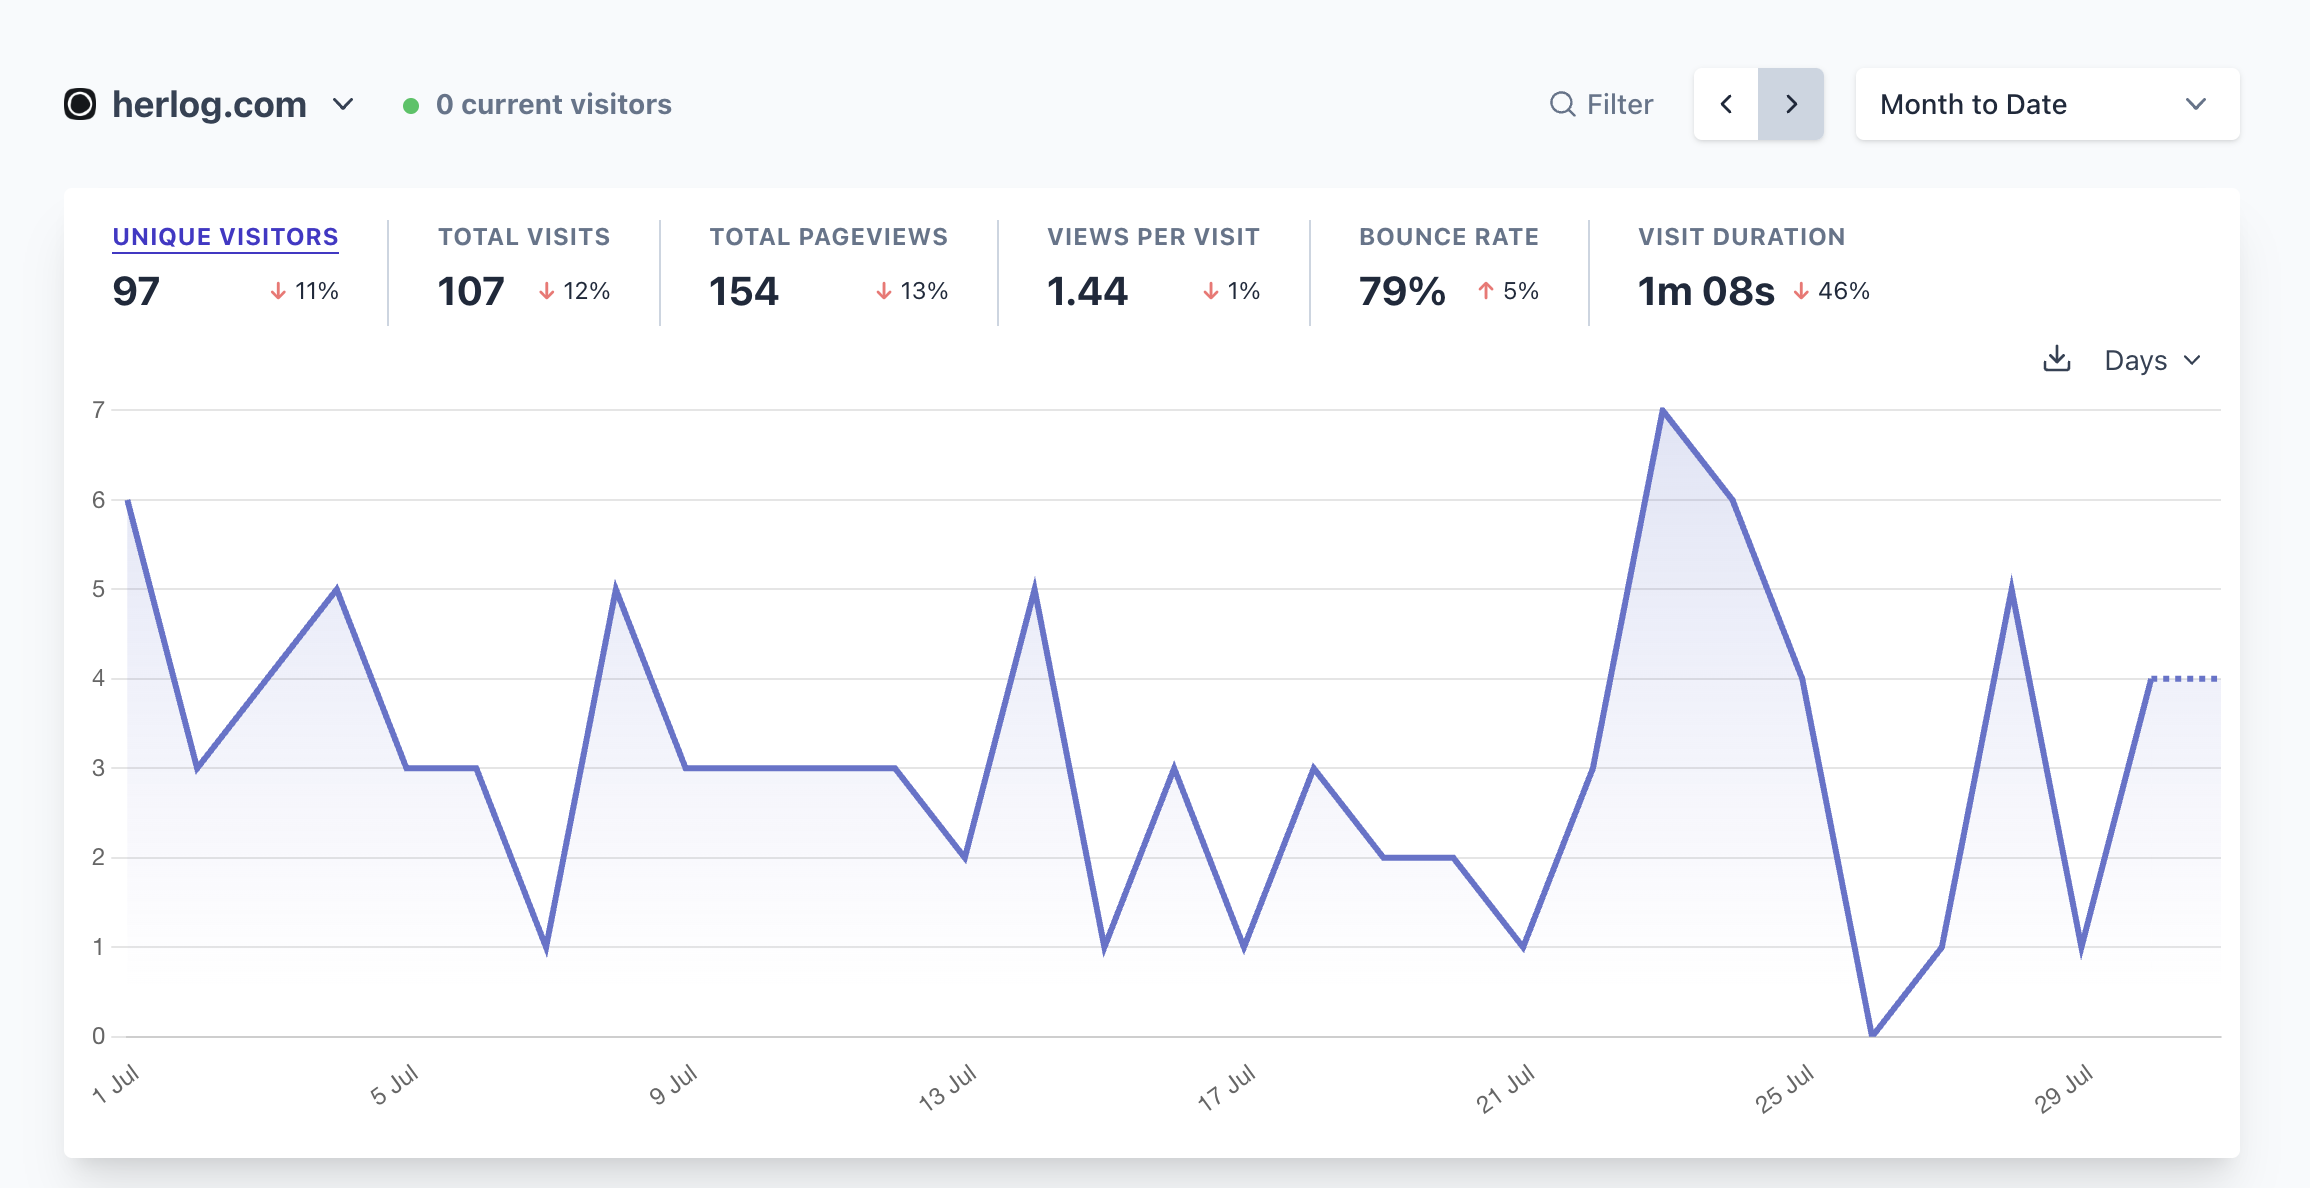 herlog.com
0 current visitors
Filter
Month to Date
UNIQUE VISITORS
97
11%
TOTAL VISITS
107
12%
TOTAL PAGEVIEWS
154
13%
VIEWS PER VISIT
1.44
1%
BOUNCE RATE
79%
5%
VISIT DURATION
1m 08s
46%
Days
7
6
5
4
3
2
1
0
1 Jul
5 Jul
9 Jul
13 Jul
17 Jul
21 Jul
25 Jul
29 Jul